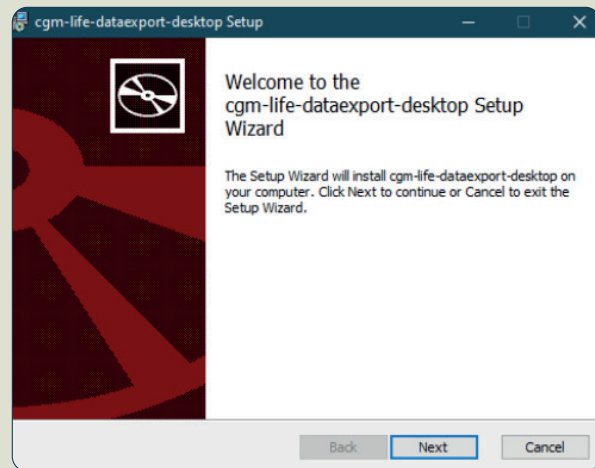 cgm-life-dataexport-desktop Setup
Welcome to the
cgm-life-dataexport-desktop Setup
Wizard
The Setup Wizard will install cgm-life-dataexport-desktop on
your computer. Click Next to continue or Cancel to exit the
Setup Wizard.
Back Next Cancel